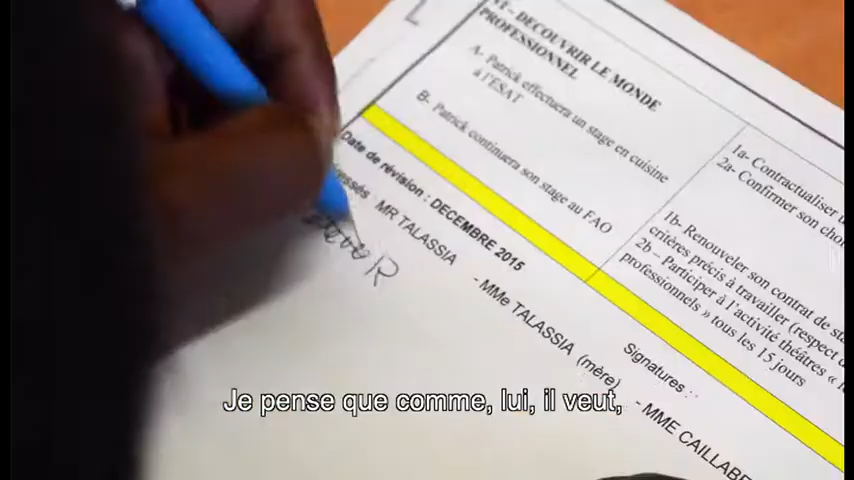 - DECOUVRIR LE MONDE
PROFESSIONNEL
A- Patrick effectuera un stage en cuisine
à l'ESAT
B- Patrick continuera son stage au FAO
1a- Contractualiser
2a- Confirmer son
1b- Renouveler son contrat de
critères précis à travailler (respect
2b – Participer à l'activité théâtres «
professionnels » tous les 15 jours
Date de révision : DECEMBRE 2015
MR TALASSIA
- MMe TALASSIA (mère)
- MME
Signatures :
Je pense que comme, lui, il veut,